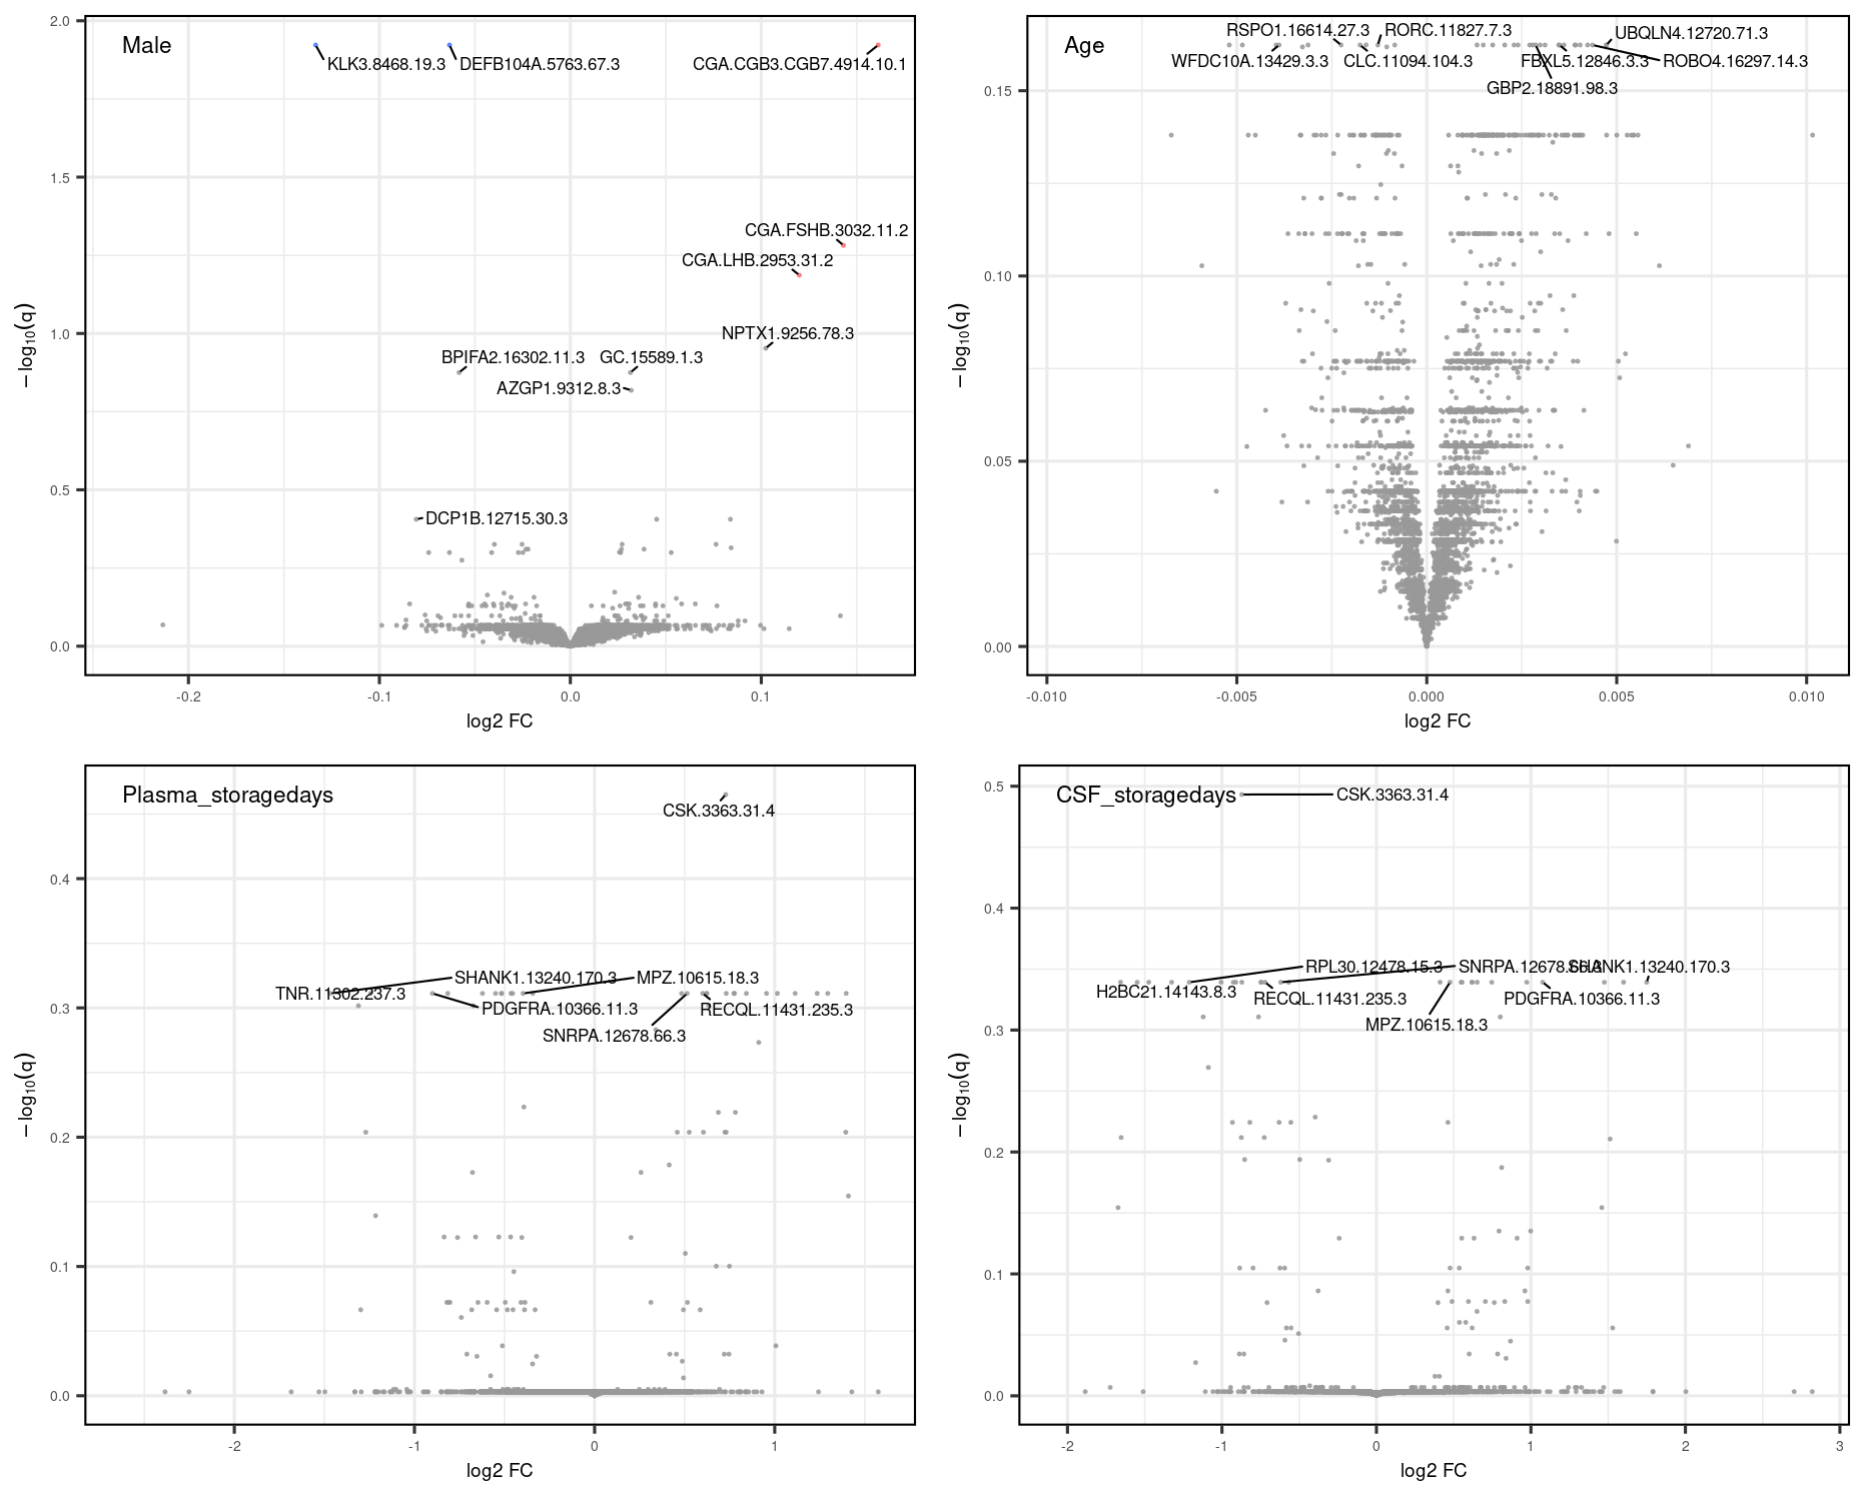 Male
KLK3.8468.19.3
DEFB104A.5763.67.3
CGA.CGB3.CGB7.4914.10.1
CGA.FSHB.3032.11.2
CGA.LHB.2953.31.2
NPTX1.9256.78.3
BPIFA2.16302.11.3
GC.15589.1.3
AZGP1.9312.8.3
DCP1B.12715.30.3
2.0
1.5
1.0
0.5
0.0
−log10(q)
-0.2
-0.1
0.0
0.1
log2 FC
Age
RSPO1.16614.27.3
RORC.11827.7.3
UBQLN4.12720.71.3
WFDC10A.13429.3.3
CLC.11094.104.3
FBXL5.12846.3.3
ROBO4.16297.14.3
GBP2.18891.98.3
0.15
0.10
0.05
0.00
−log10(q)
-0.010
-0.005
0.000
0.005
0.010
log2 FC
Plasma_storagedays
CSK.3363.31.4
SHANK1.13240.170.3
MPZ.10615.18.3
TNR.11302.237.3
PDGFRA.10366.11.3
RECQL.11431.235.3
SNRPA.12678.66.3
0.4
0.3
0.2
0.1
0.0
−log10(q)
-2
-1
0
1
log2 FC
CSF_storagedays
CSK.3363.31.4
RPL30.12478.15.3
SNRPA.12678.66.3
SHANK1.13240.170.3
H2BC21.14143.8.3
RECQL.11431.235.3
PDGFRA.10366.11.3
MPZ.10615.18.3
0.5
0.4
0.3
0.2
0.1
0.0
−log10(q)
-2
-1
0
1
2
3
log2 FC